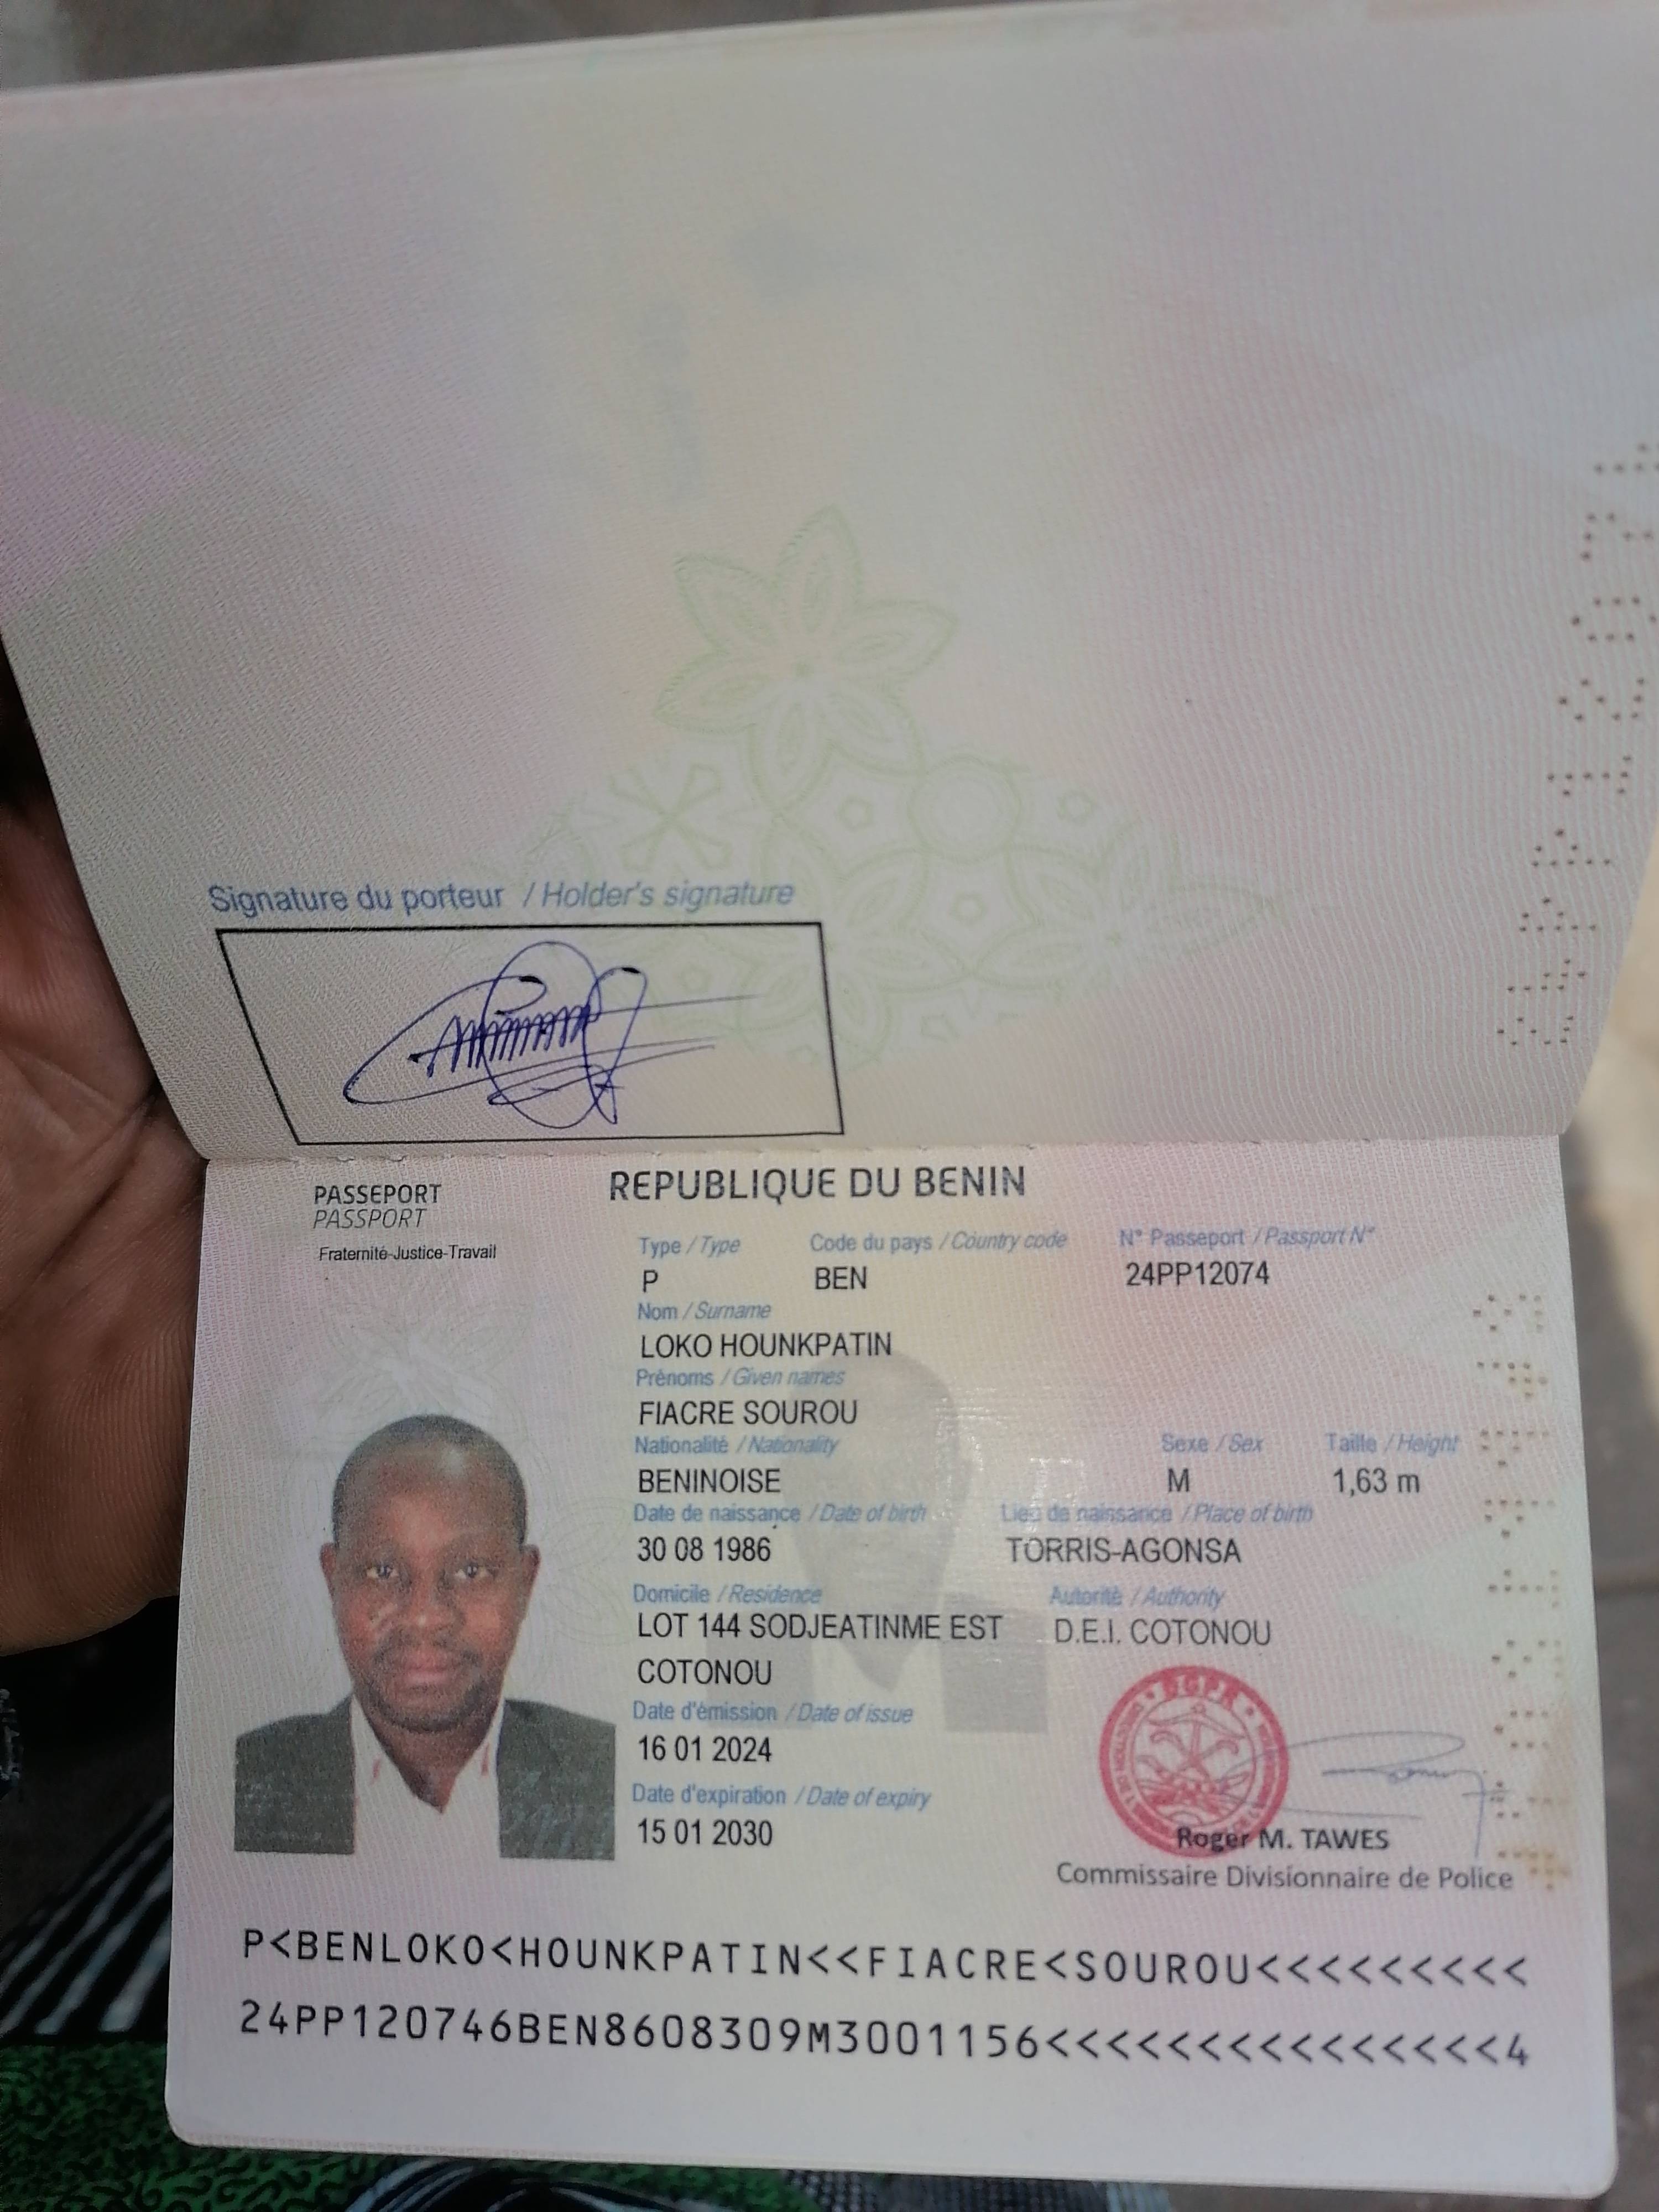 Signature du porteur / Holder's signature
PASSEPORT
PASSPORT
Fraternité-Justice-Travail
REPUBLIQUE DU BENIN
Type / Type Code du pays / Country code N° Passeport / Passport N°
P BEN 24PP12074
Nom / Surname
LOKO HOUNKPATIN
Prénoms / Given names
FIACRE SOUROU
Nationalité / Nationality Sexe / Sex Taille / Height
BENINOISE M 1,63 m
Date de naissance / Date of birth Lieu de naissance / Place of birth
30 08 1986 TORRIS-AGONSA
Domicile / Residence Autorité / Authority
LOT 144 SODJEATINME EST D.E.I. COTONOU
COTONOU
Date d'émission / Date of issue
16 01 2024
Date d'expiration / Date of expiry
15 01 2030
Roger M. TAWES
Commissaire Divisionnaire de Police
P<BENLOKO<HOUNKPATIN<<FIACRE<SOUROU<<<<<<<<<
24PP120746BEN8608309M3001156<<<<<<<<<<<<<<<4